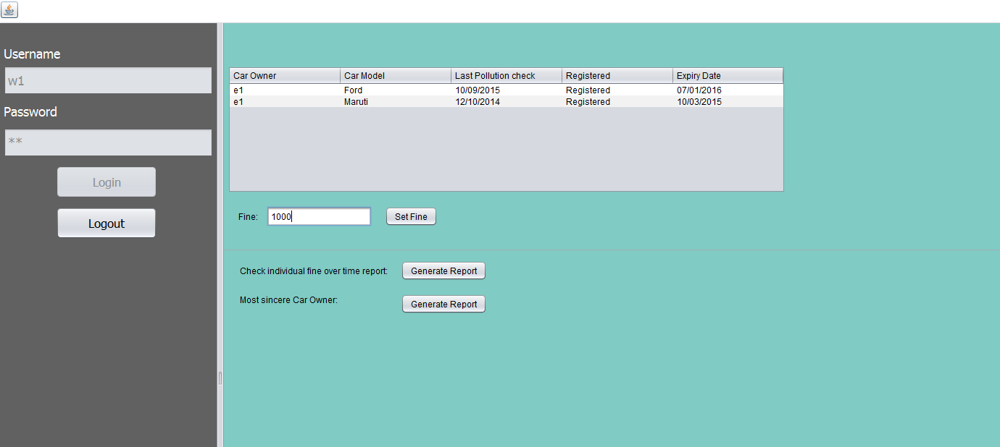 Username
w1
Password
**
Login
Logout
Car Owner Car Model Last Pollution check Registered Expiry Date
e1 Ford 10/09/2015 Registered 07/01/2016
e1 Maruti 12/10/2014 Registered 10/03/2015
Fine: 1000 Set Fine
Check individual fine over time report: Generate Report
Most sincere Car Owner: Generate Report